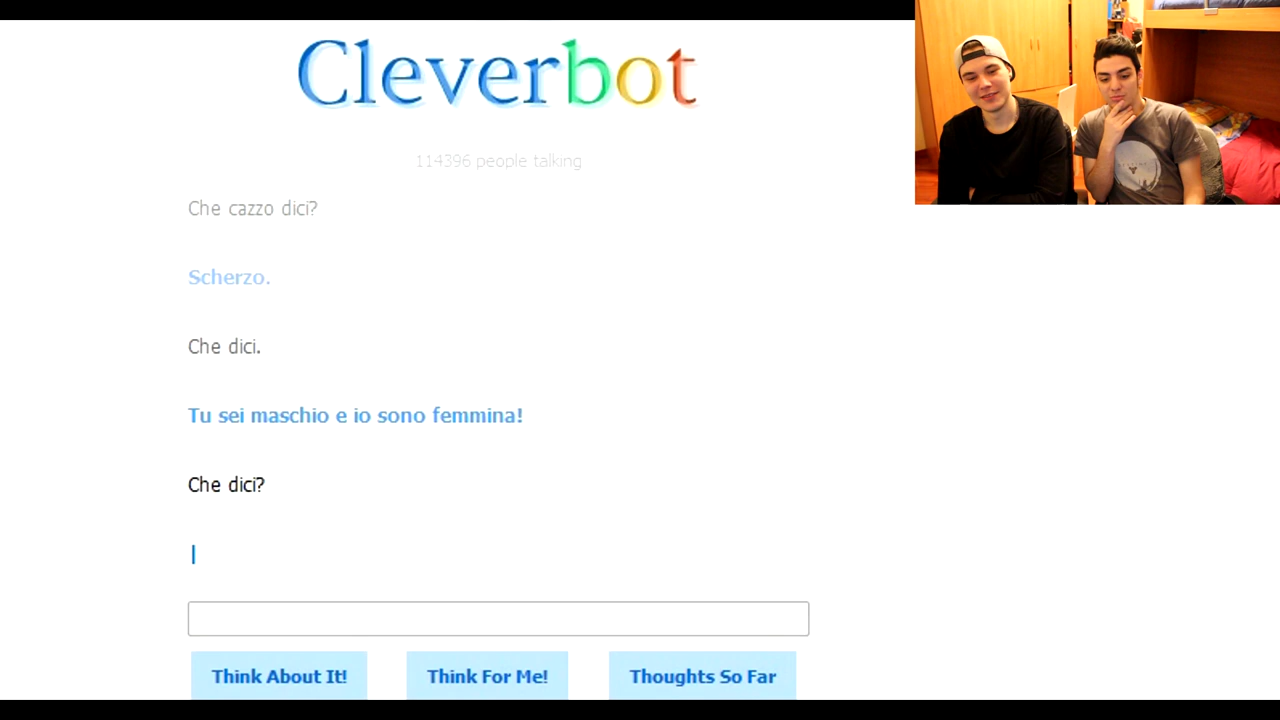 Cleverbot
114396 people talking
Che cazzo dici?
Scherzo.
Che dici.
Tu sei maschio e io sono femmina!
Che dici?
Think About It!
Think For Me!
Thoughts So Far